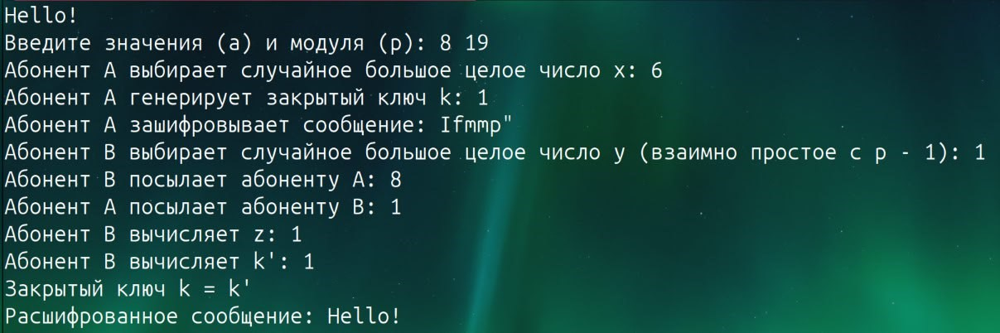 Hello!
Введите значения (a) и модуля (p): 8 19
Абонент A выбирает случайное большое целое число x: 6
Абонент A генерирует закрытый ключ k: 1
Абонент A зашифровывает сообщение: Ifmmp"
Абонент B выбирает случайное большое целое число y (взаимно простое с p - 1): 1
Абонент B посылает абоненту A: 8
Абонент A посылает абоненту B: 1
Абонент B вычисляет z: 1
Абонент B вычисляет k': 1
Закрытый ключ k = k'
Расшифрованное сообщение: Hello!